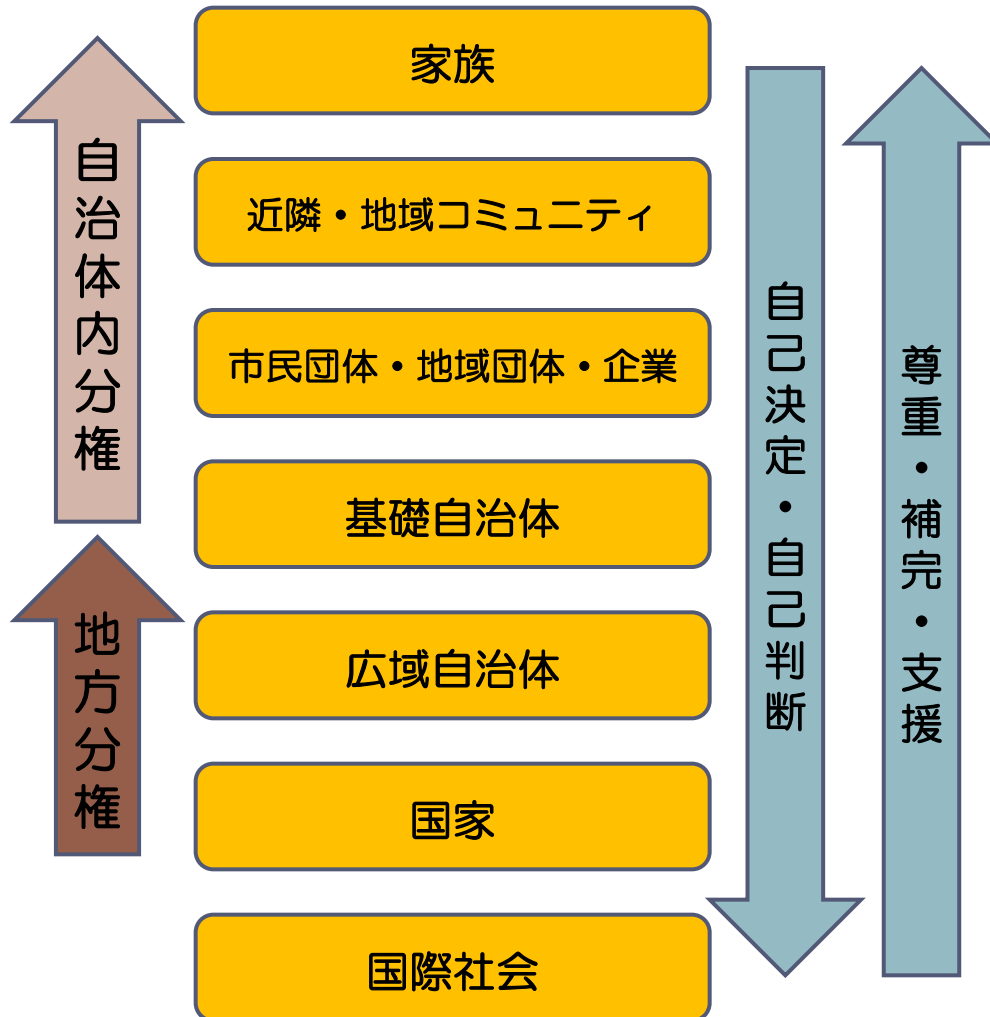 家族
近隣・地域コミュニティ
市民団体・地域団体・企業
基礎自治体
広域自治体
国家
国際社会
自治体内分権
地方分権
自己決定・自己判断
尊重・補完・支援